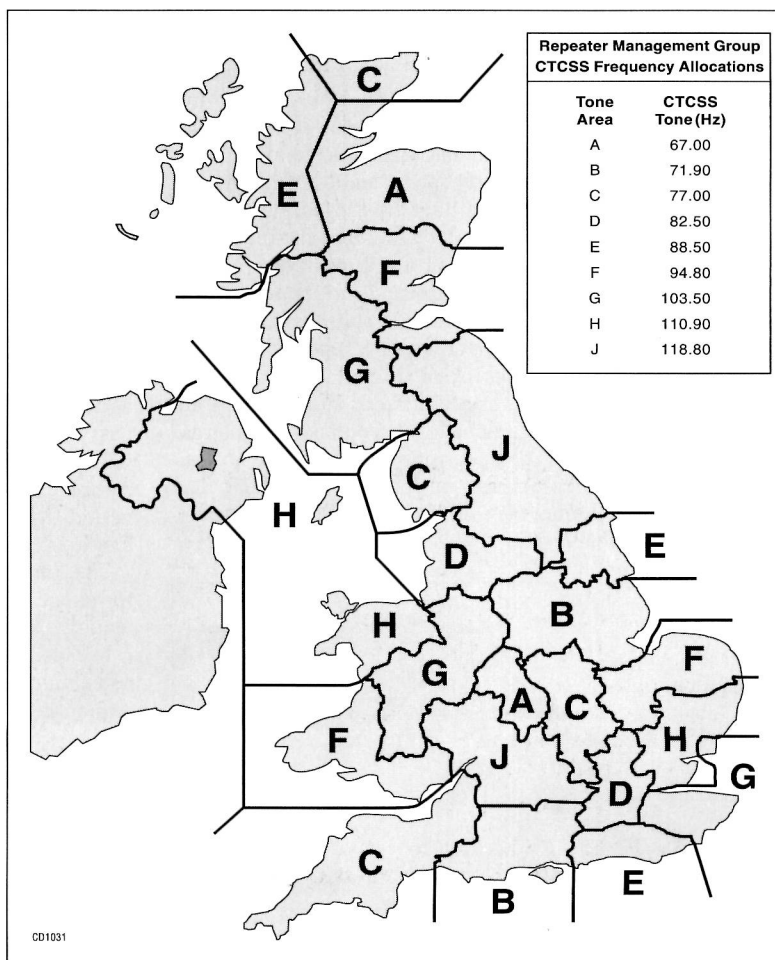 Repeater Management Group
CTCSS Frequency Allocations
Tone Area CTCSS Tone (Hz)
A 67.00
B 71.90
C 77.00
D 82.50
E 88.50
F 94.80
G 103.50
H 110.90
J 118.80
C
E
A
F
G
J
C
H
D
E
B
H
F
G
A
C
H
F
J
G
D
C
E
B
CD1031